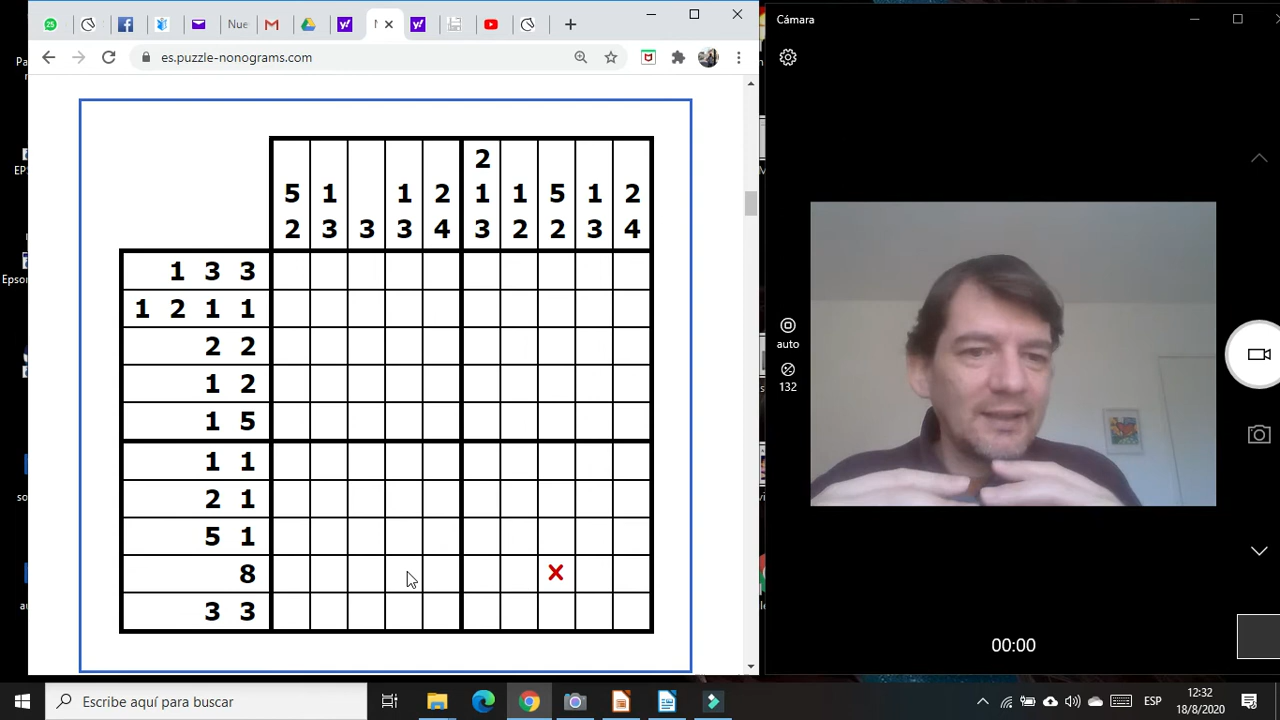 Nue
es.puzzle-nonograms.com
Cámara
2
5 1 1 2 1 1 5 1 2
2 3 3 3 4 3 2 2 3 4
1 3 3
1 2 1 1
2 2
1 2
1 5
1 1
2 1
5 1
8
3 3
X
auto
132
00:00
Escribe aquí para buscar
ESP
12:32
18/8/2020